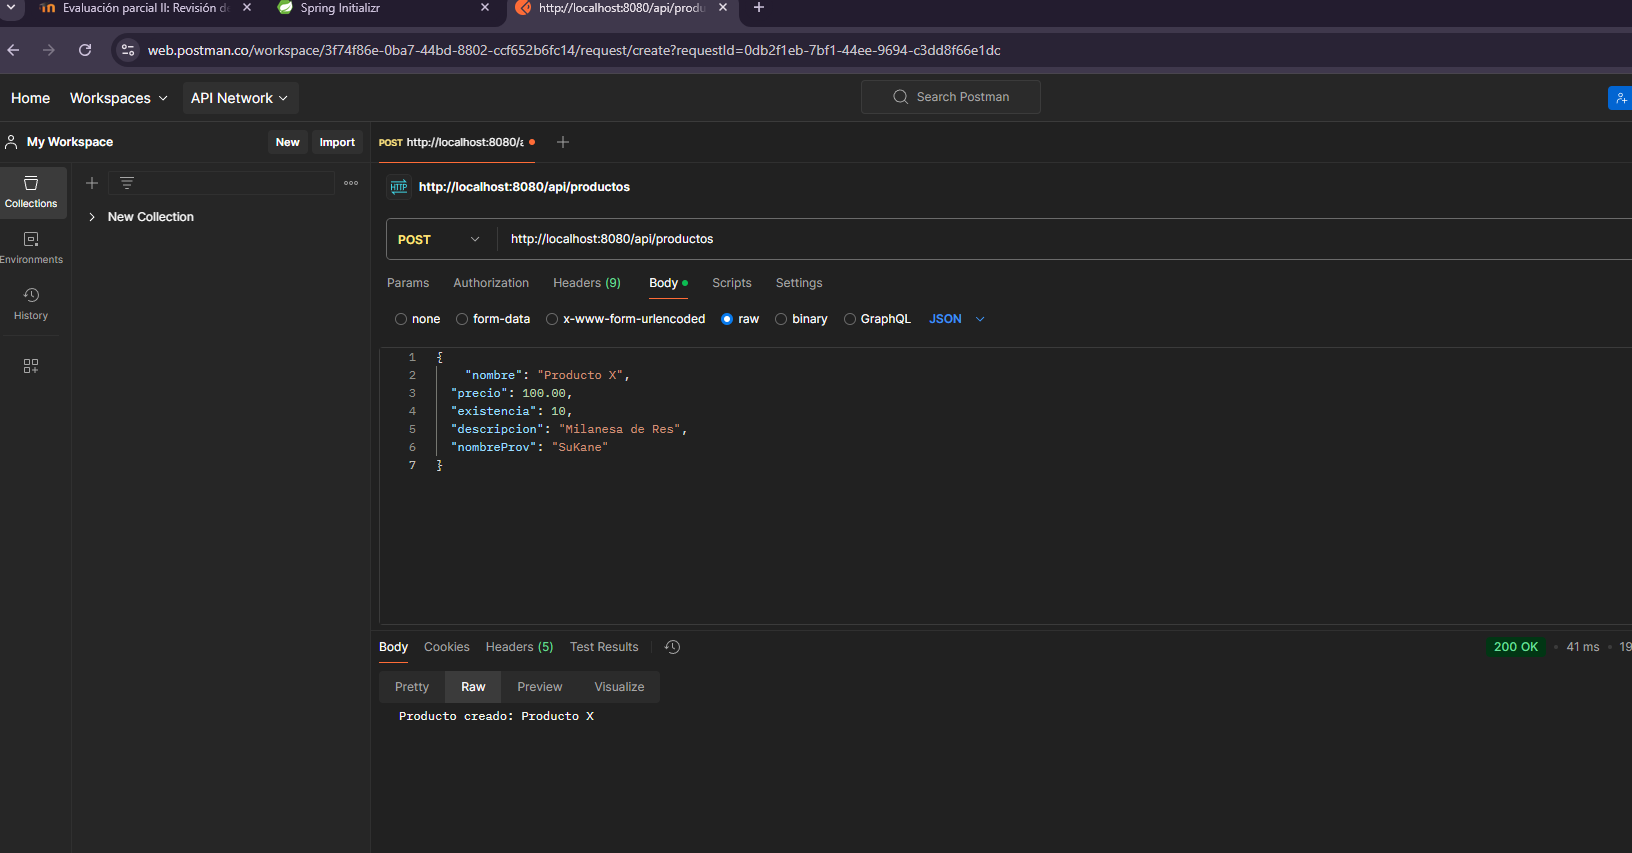 Evaluación parcial II: Revisión de
Spring Initializr
http://localhost:8080/api/produ
web.postman.co/workspace/3f74f86e-0ba7-44bd-8802-ccf652b6fc14/request/create?requestId=0db2f1eb-7bf1-44ee-9694-c3dd8f66e1dc
Home Workspaces API Network Search Postman
My Workspace New Import
POST http://localhost:8080/a
Collections
Environments
History
New Collection
HTTP http://localhost:8080/api/productos
POST http://localhost:8080/api/productos
Params Authorization Headers (9) Body Scripts Settings
none form-data x-www-form-urlencoded raw binary GraphQL JSON
1 {
2 "nombre": "Producto X",
3 "precio": 100.00,
4 "existencia": 10,
5 "descripcion": "Milanesa de Res",
6 "nombreProv": "SuKane"
7 }
Body Cookies Headers (5) Test Results 200 OK • 41 ms • 19
Pretty Raw Preview Visualize
Producto creado: Producto X